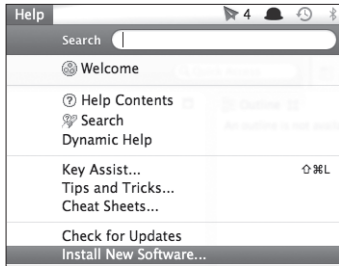 Help 4
Search
Welcome
Help Contents
Search
Dynamic Help
Key Assist... ⇧⌘L
Tips and Tricks...
Cheat Sheets...
Check for Updates
Install New Software...